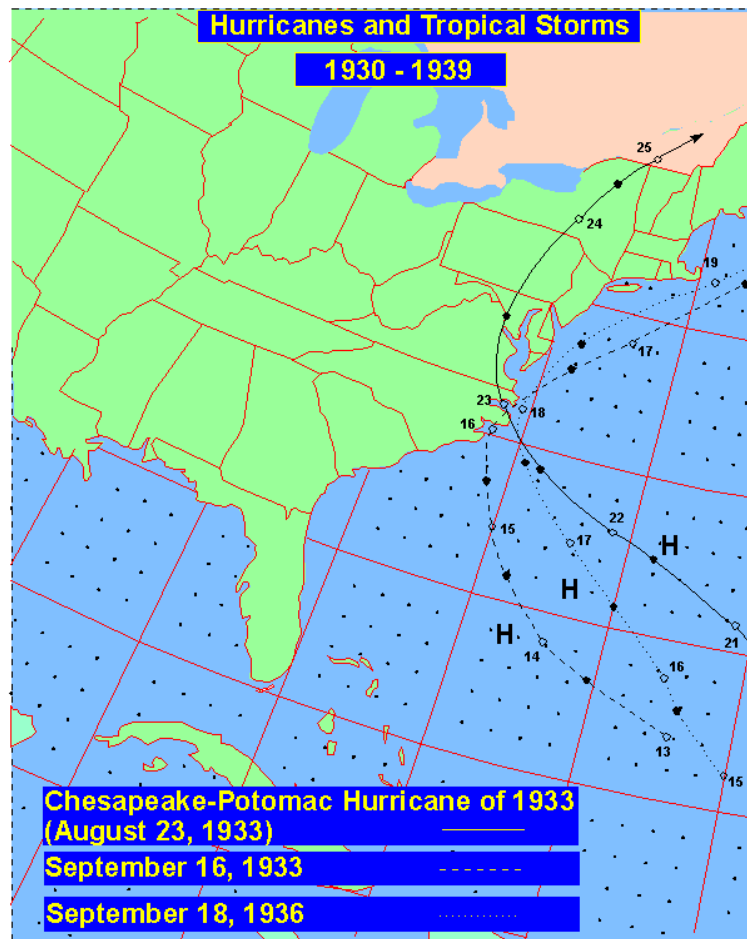 Hurricanes and Tropical Storms
1930 - 1939
25
24
19
17
23
18
16
15
22
17
H
H
H
21
14
16
13
15
Chesapeake-Potomac Hurricane of 1933
(August 23, 1933)
September 16, 1933
September 18, 1936